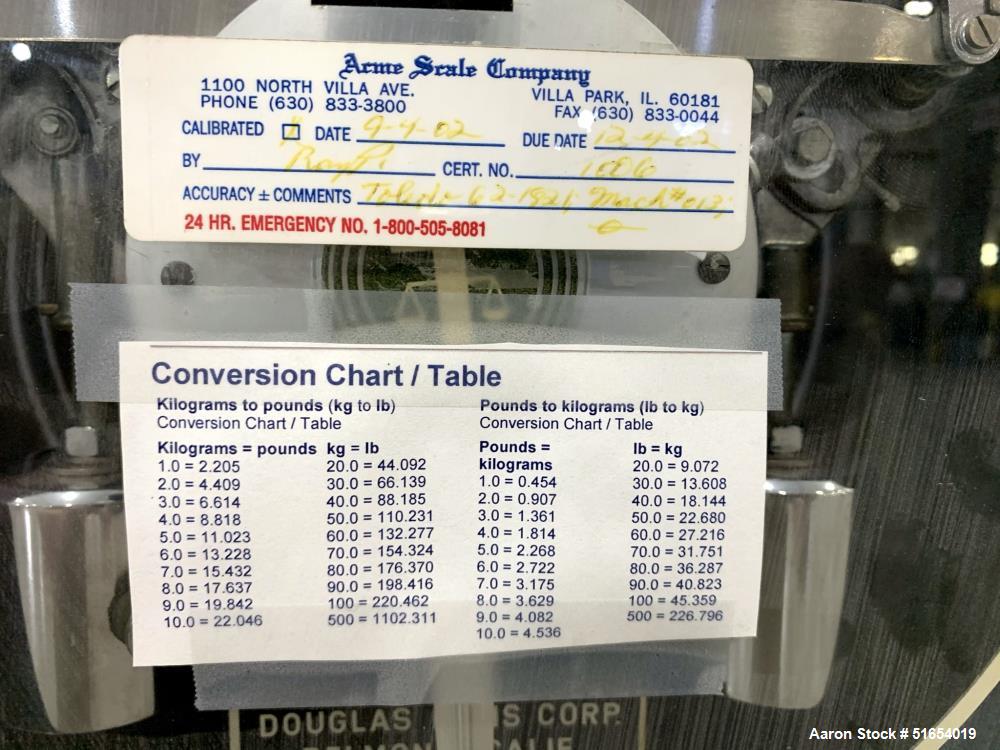 Acme Scale Company
1100 NORTH VILLA AVE. VILLA PARK, IL. 60181
PHONE (630) 833-3800 FAX (630) 833-0044
CALIBRATED DATE 9-4-02 DUE DATE 12-4-02
BY CERT. NO. 1006
ACCURACY ± COMMENTS Toledo 62-1921 Mach#
24 HR. EMERGENCY NO. 1-800-505-8081
Conversion Chart / Table
Kilograms to pounds (kg to lb)
Conversion Chart / Table
Kilograms = pounds kg = lb
1.0 = 2.205 20.0 = 44.092
2.0 = 4.409 30.0 = 66.139
3.0 = 6.614 40.0 = 88.185
4.0 = 8.818 50.0 = 110.231
5.0 = 11.023 60.0 = 132.277
6.0 = 13.228 70.0 = 154.324
7.0 = 15.432 80.0 = 176.370
8.0 = 17.637 90.0 = 198.416
9.0 = 19.842 100 = 220.462
10.0 = 22.046 500 = 1102.311
Pounds to kilograms (lb to kg)
Conversion Chart / Table
Pounds = lb = kg
kilograms 20.0 = 9.072
1.0 = 0.454 30.0 = 13.608
2.0 = 0.907 40.0 = 18.144
3.0 = 1.361 50.0 = 22.680
4.0 = 1.814 60.0 = 27.216
5.0 = 2.268 70.0 = 31.751
6.0 = 2.722 80.0 = 36.287
7.0 = 3.175 90.0 = 40.823
8.0 = 3.629 100 = 45.359
9.0 = 4.082 500 = 226.796
10.0 = 4.536
DOUGLAS CORP.
Aaron Stock # 51654019